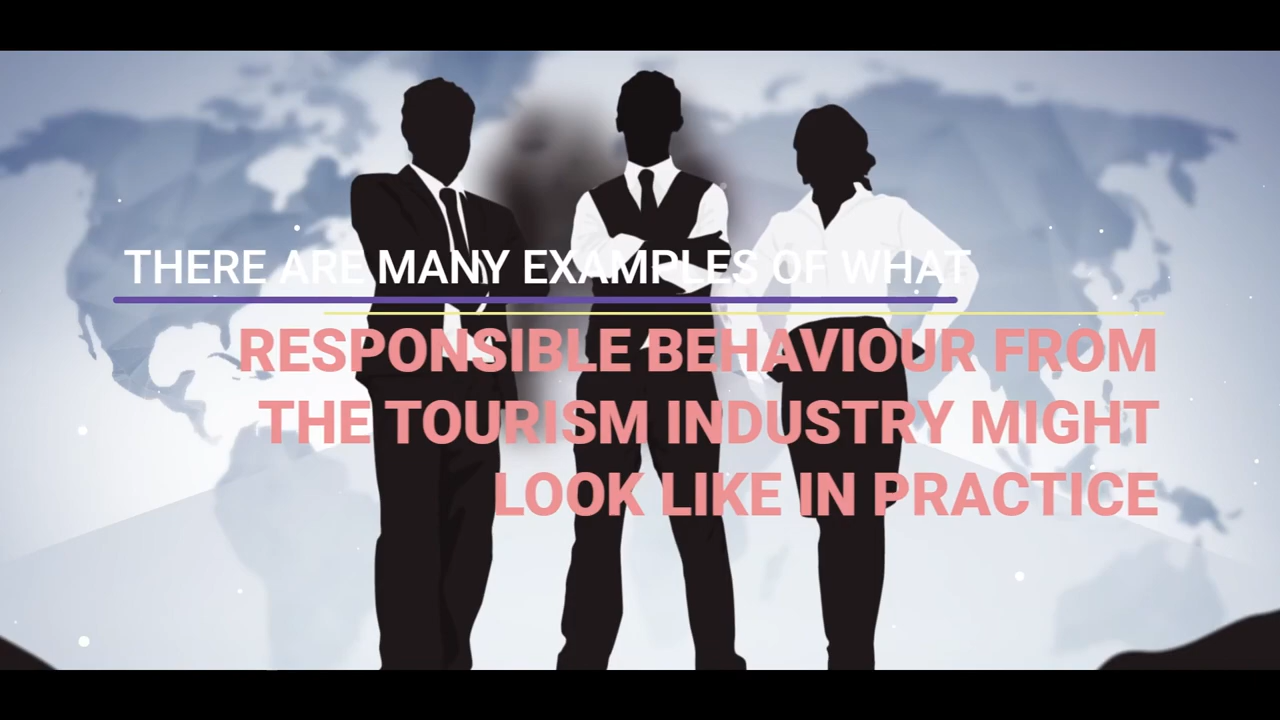 THERE ARE MANY EXAMPLES OF WHAT
RESPONSIBLE BEHAVIOUR FROM
THE TOURISM INDUSTRY MIGHT
LOOK LIKE IN PRACTICE